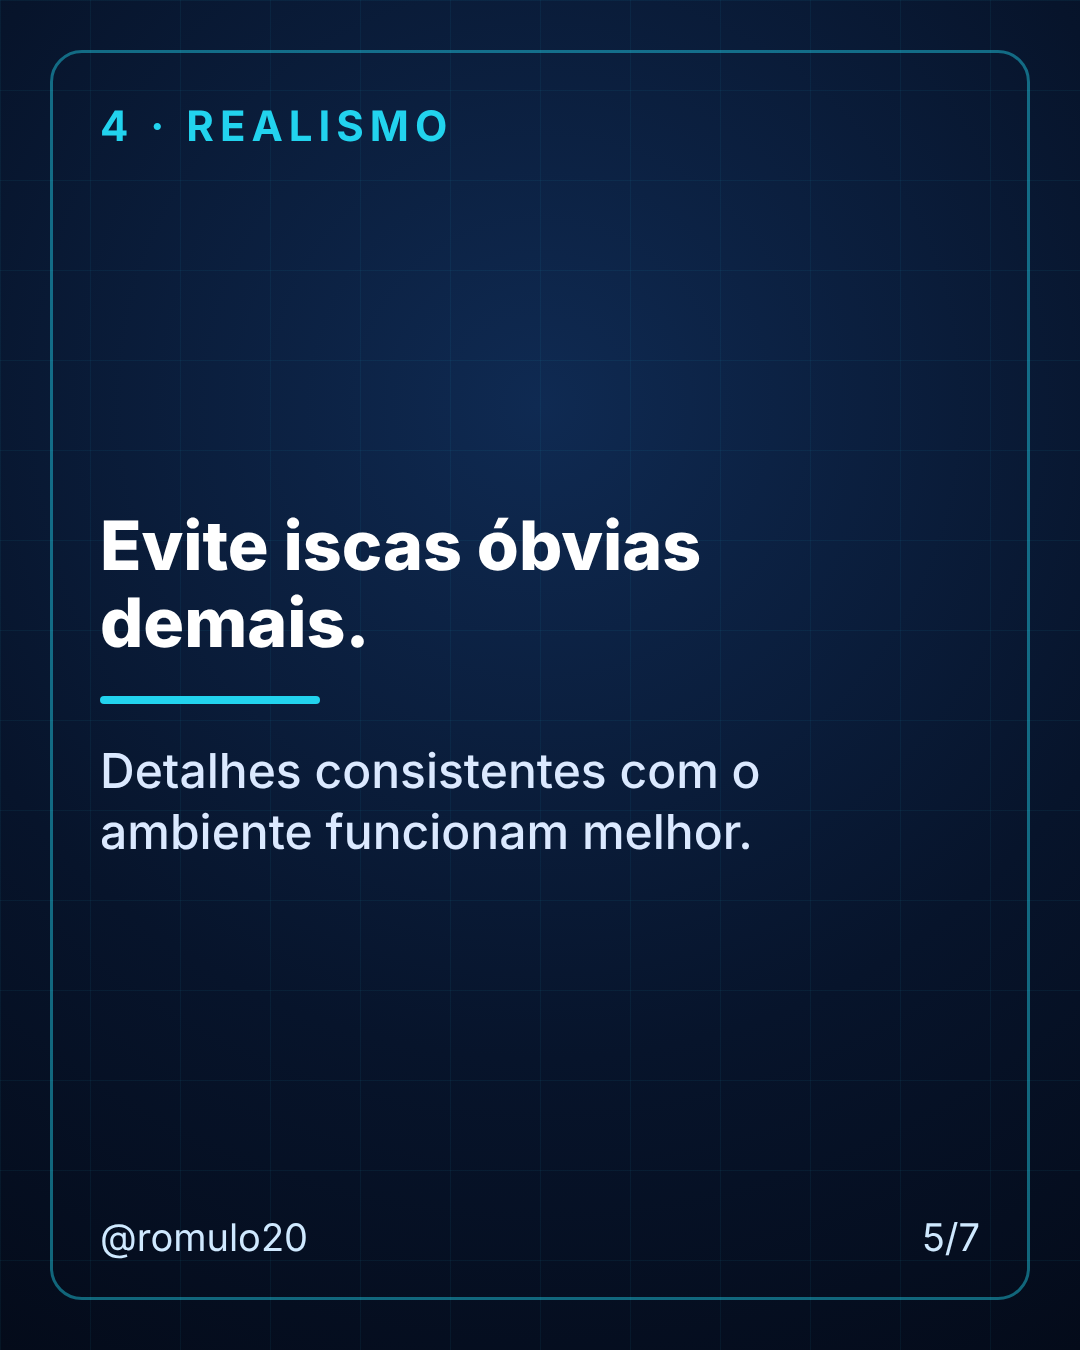 4 · REALISMO
Evite iscas óbvias
demais.
Detalhes consistentes com o
ambiente funcionam melhor.
@romulo20
5/7